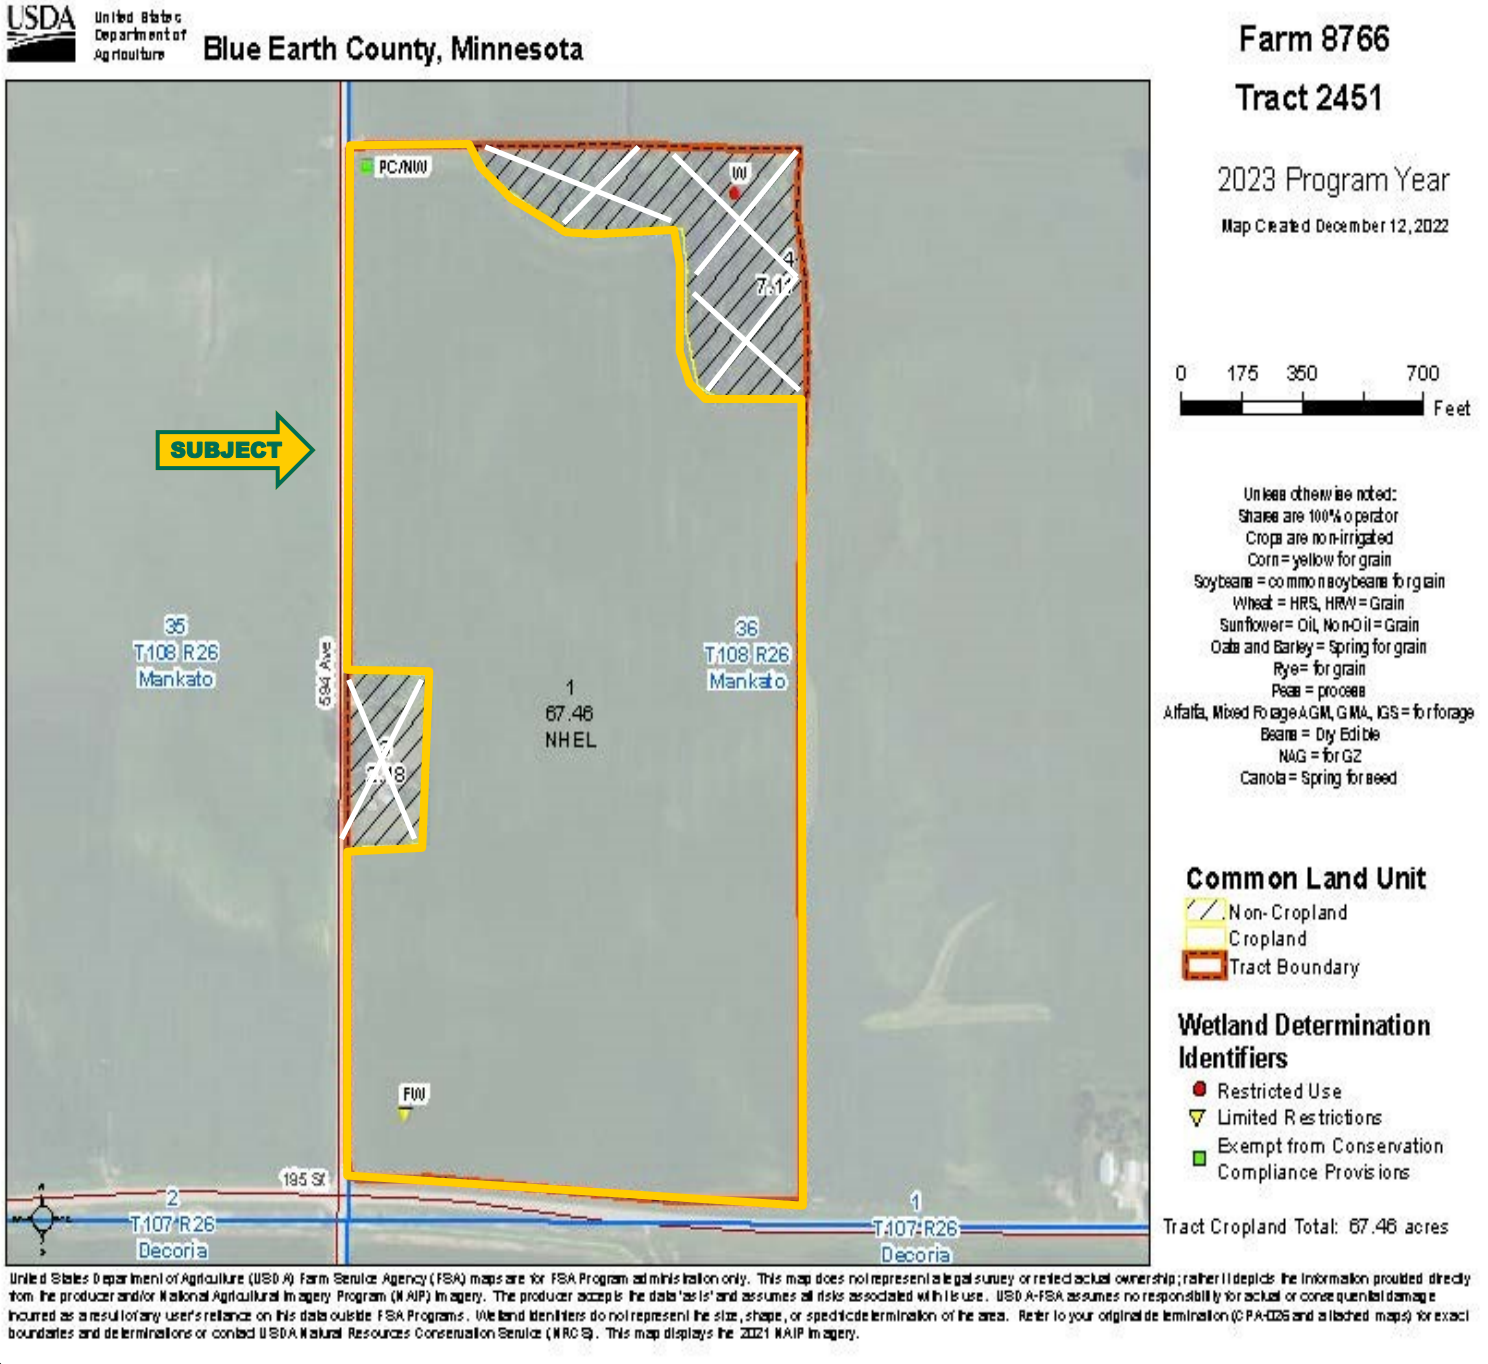 USDA
United States
Department of
Agriculture
Blue Earth County, Minnesota
Farm 8766
Tract 2451
2023 Program Year
Map Created December 12, 2022
PC/NW
W
4
7.11
0 175 350 700
Feet
SUBJECT
Unless otherwise noted:
Shares are 100% operator
Crops are non-irrigated
Corn = yellow for grain
Soybeans = common soybeans for grain
Wheat = HRS, HRW = Grain
Sunflower = Oil, Non-Oil = Grain
Oats and Barley = Spring for grain
Rye = for grain
Peas = process
Alfalfa, Mixed Forage AGM, GMA, IGS = for forage
Beans = Dry Edible
NAG = for GZ
Canola = Spring for seed
35
T108 R26
Mankato
594 Ave
36
T108 R26
Mankato
1
67.46
NHEL
Common Land Unit
Non-Cropland
Cropland
Tract Boundary
Wetland Determination
Identifiers
Restricted Use
Limited Restrictions
Exempt from Conservation
Compliance Provisions
FW
195 St
2
T107 R26
Decoria
1
T107 R26
Decoria
Tract Cropland Total: 67.46 acres
United States Department of Agriculture (USDA) Farm Service Agency (FSA) maps are for FSA Program administration only. This map does not represent a legal survey or reflect actual ownership; rather it depicts the information provided directly
from the producer and/or National Agricultural Imagery Program (NAIP) imagery. The producer accepts the data 'as is' and assumes all risks associated with its use. USDA-FSA assumes no responsibility for actual or consequential damage
incurred as a result of any user's reliance on this data outside FSA Programs. Wetland identifiers do not represent the size, shape, or specific determination of the area. Refer to your original determination (CPA-026 and attached maps) for exact
boundaries and determinations or contact USDA Natural Resources Conservation Service (NRCS). This map displays the 2021 NAIP imagery.